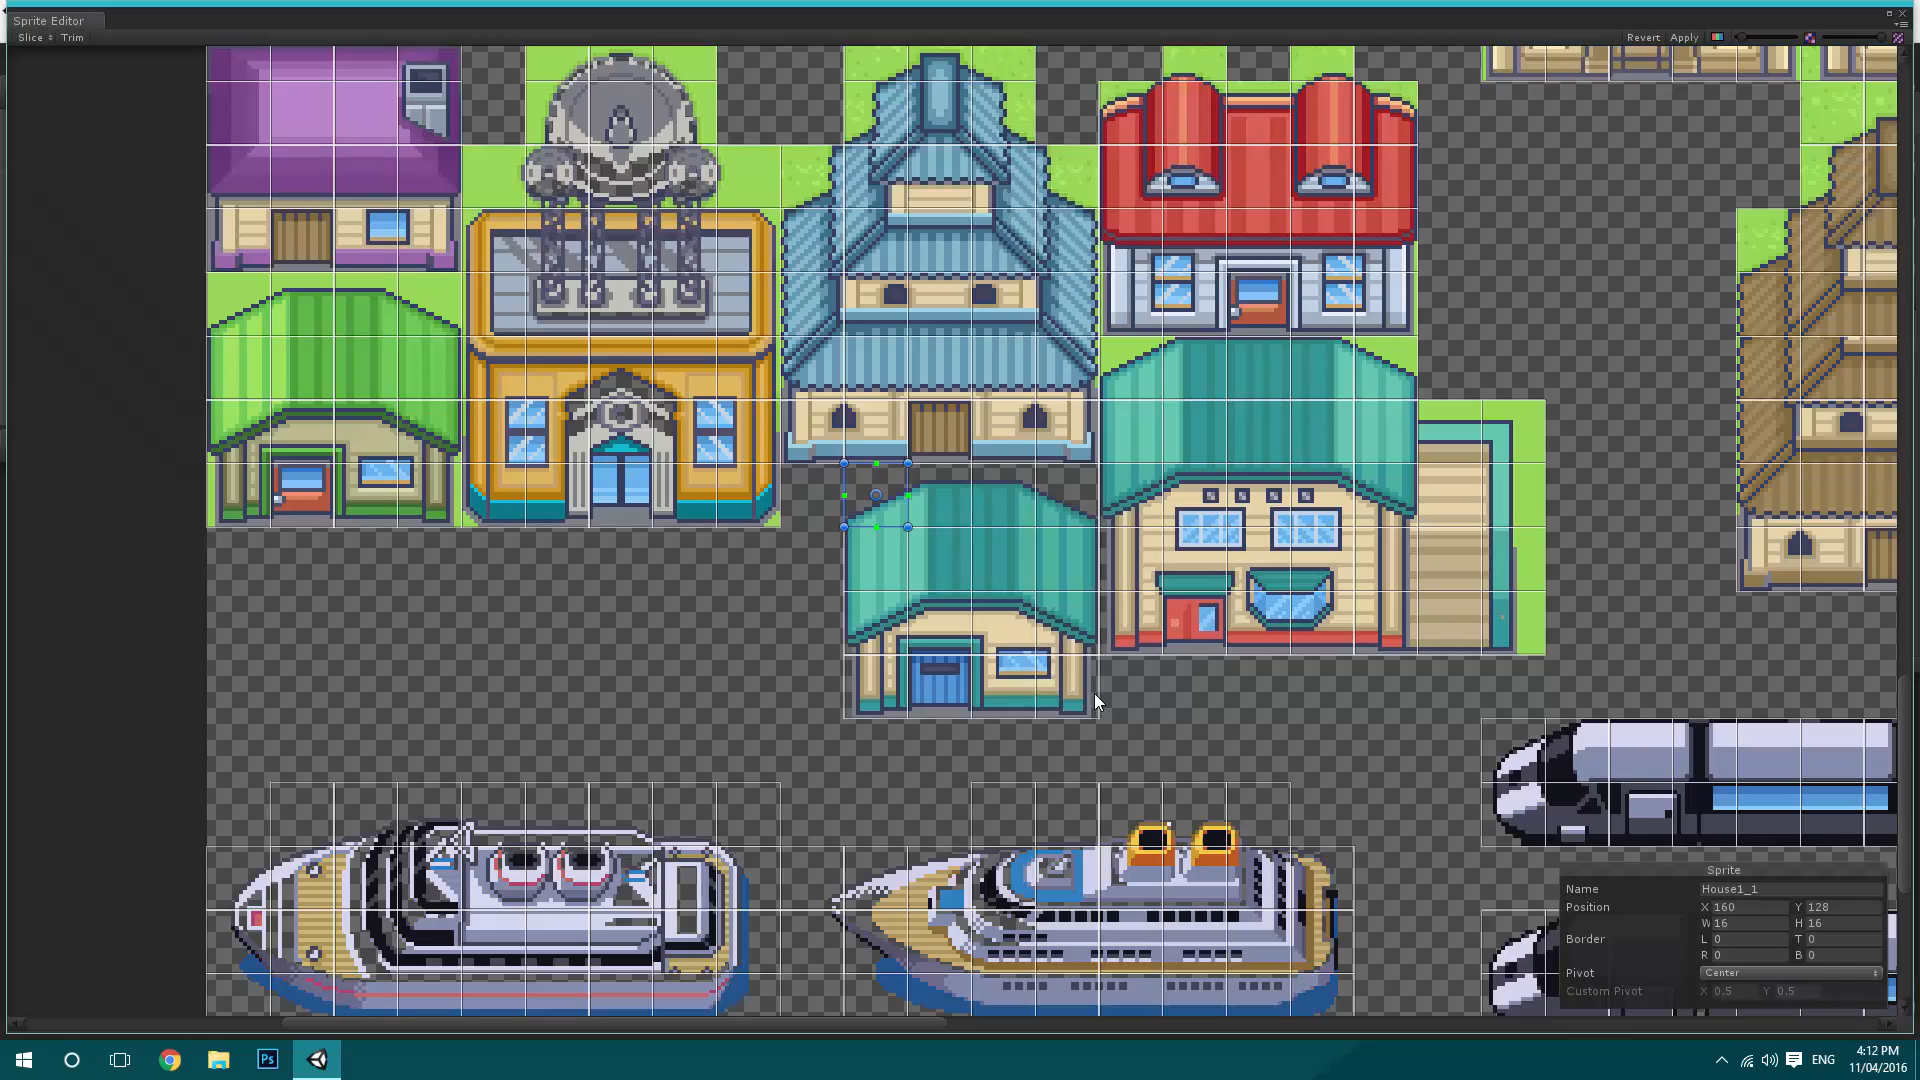 Sprite Editor
Slice Trim
Revert Apply
Sprite
Name House1_1
Position X 160 Y 128
W 16 H 16
Border L 0 T 0
R 0 B 0
Pivot Center
Custom Pivot X 0.5 Y 0.5
Ps
ENG
4:12 PM
11/04/2016